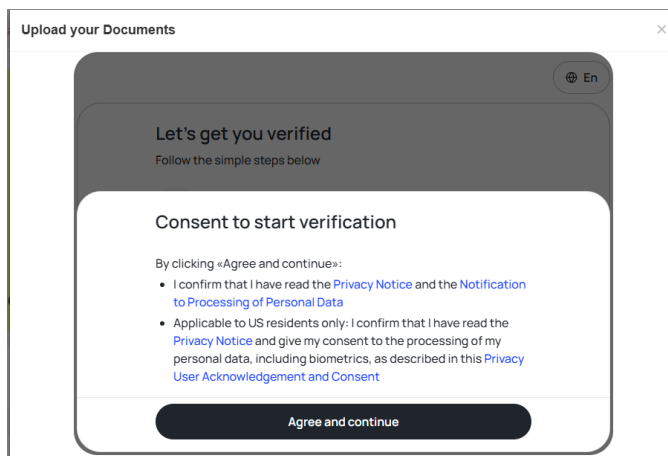 Upload your Documents
En
Let's get you verified
Follow the simple steps below
Consent to start verification
By clicking «Agree and continue»:
• I confirm that I have read the Privacy Notice and the Notification
to Processing of Personal Data
• Applicable to US residents only: I confirm that I have read the
Privacy Notice and give my consent to the processing of my
personal data, including biometrics, as described in this Privacy
User Acknowledgement and Consent
Agree and continue